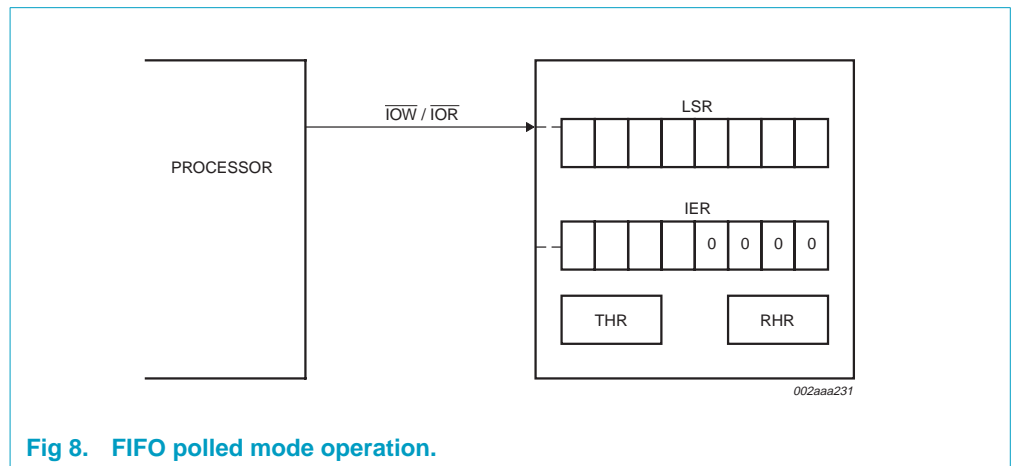 PROCESSOR
IOW / IOR
LSR
IER
0 0 0 0
THR RHR
002aaa231
Fig 8. FIFO polled mode operation.